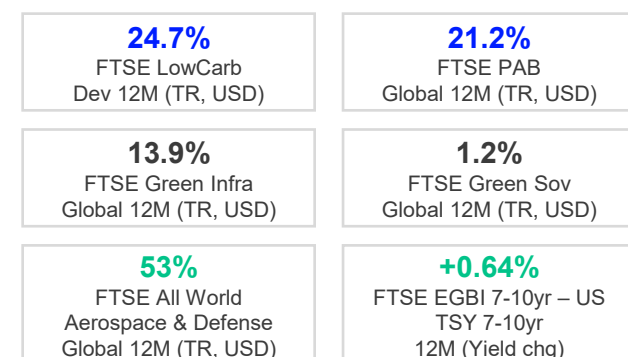 24.7%
FTSE LowCarb
Dev 12M (TR, USD)
21.2%
FTSE PAB
Global 12M (TR, USD)
13.9%
FTSE Green Infra
Global 12M (TR, USD)
1.2%
FTSE Green Sov
Global 12M (TR, USD)
53%
FTSE All World
Aerospace & Defense
Global 12M (TR, USD)
+0.64%
FTSE EGBI 7-10yr – US
TSY 7-10yr
12M (Yield chg)